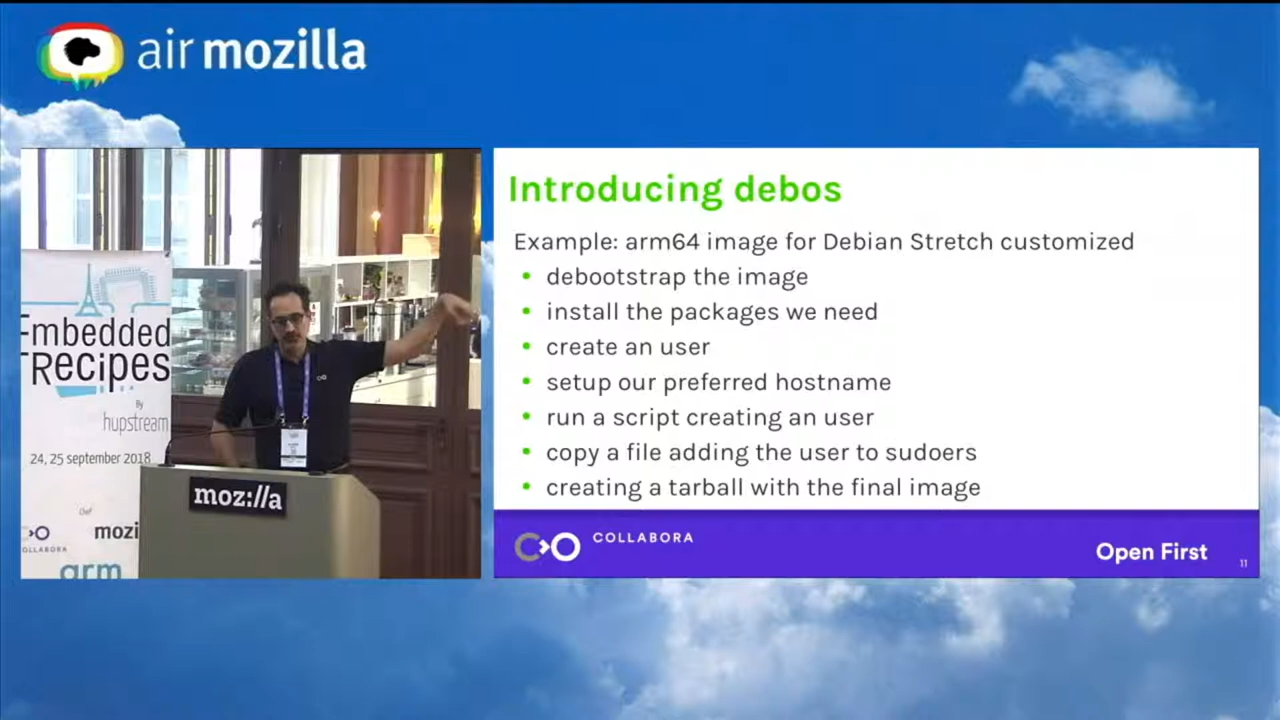 air mozilla
Embedded
Recipes
By
hupstream
24, 25 september 2018
Chef
COLLABORA
mozi
arm
moz://a
Introducing debos
Example: arm64 image for Debian Stretch customized
• debootstrap the image
• install the packages we need
• create an user
• setup our preferred hostname
• run a script creating an user
• copy a file adding the user to sudoers
• creating a tarball with the final image
COLLABORA
Open First
11